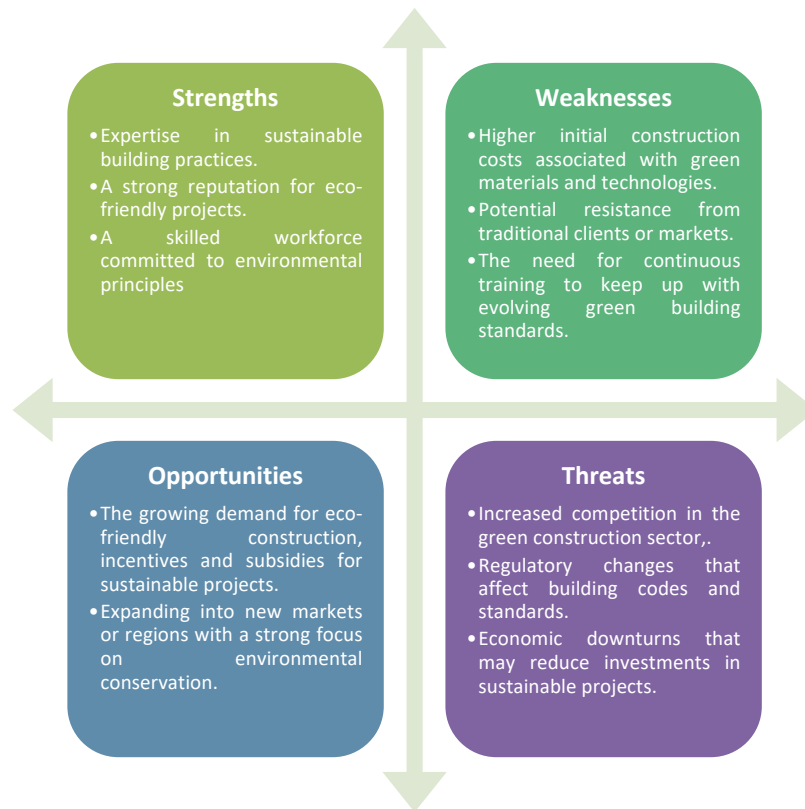 Strengths
•Expertise in sustainable
building practices.
•A strong reputation for eco-
friendly projects.
•A skilled workforce
committed to environmental
principles
Weaknesses
•Higher initial construction
costs associated with green
materials and technologies.
•Potential resistance from
traditional clients or markets.
•The need for continuous
training to keep up with
evolving green building
standards.
Opportunities
•The growing demand for eco-
friendly construction,
incentives and subsidies for
sustainable projects.
•Expanding into new markets
or regions with a strong focus
on environmental
conservation.
Threats
•Increased competition in the
green construction sector,.
•Regulatory changes that
affect building codes and
standards.
•Economic downturns that
may reduce investments in
sustainable projects.